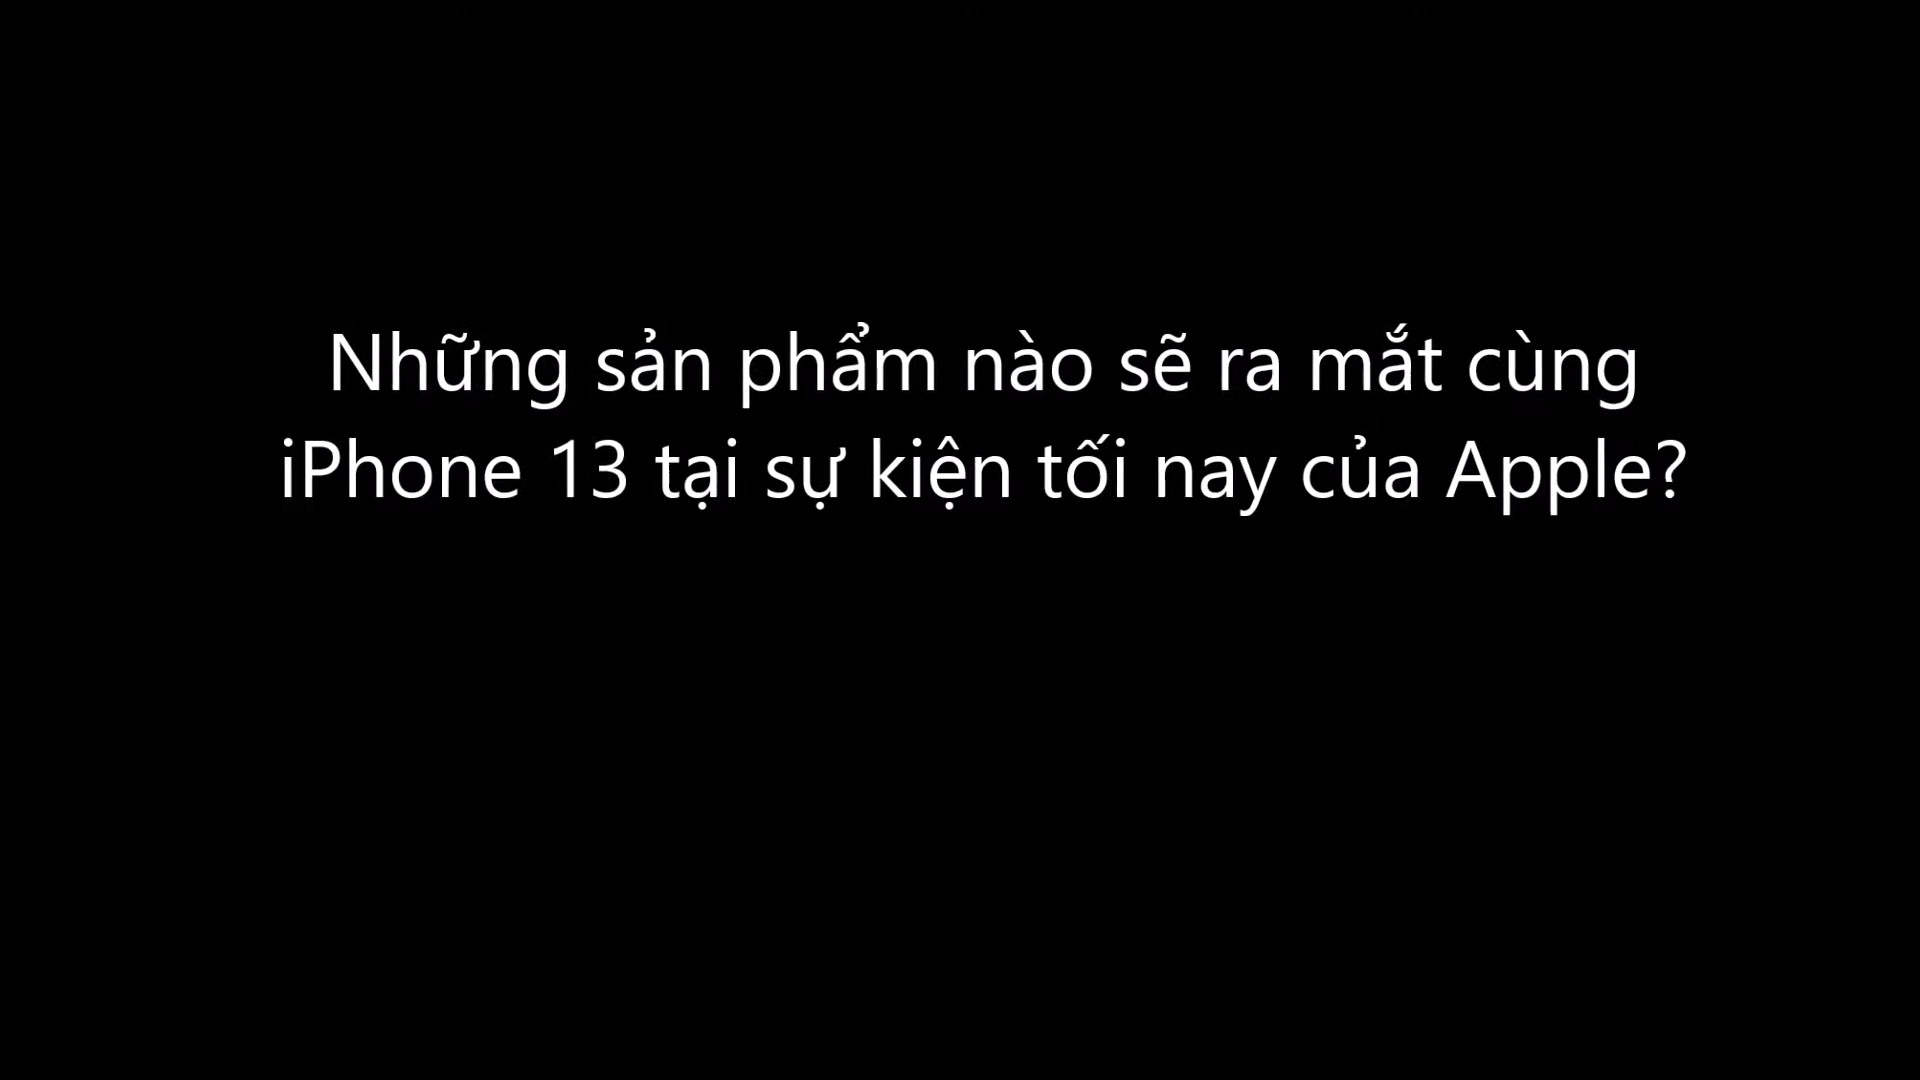 Những sản phẩm nào sẽ ra mắt cùng
iPhone 13 tại sự kiện tối nay của Apple?